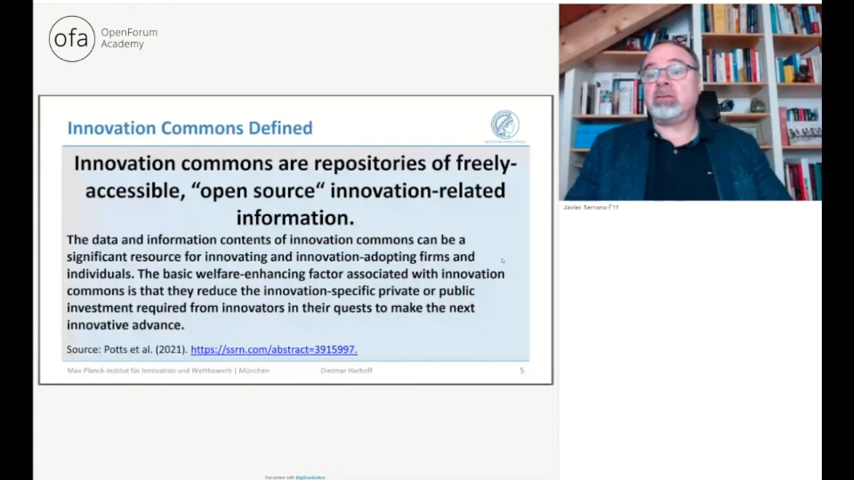 ofa
OpenForum
Academy
Innovation Commons Defined
Innovation commons are repositories of freely-
accessible, “open source“ innovation-related
information.
The data and information contents of innovation commons can be a
significant resource for innovating and innovation-adopting firms and
individuals. The basic welfare-enhancing factor associated with innovation
commons is that they reduce the innovation-specific private or public
investment required from innovators in their quests to make the next
innovative advance.
Source: Potts et al. (2021). https://ssrn.com/abstract=3915997.
Max-Planck-Institut für Innovation und Wettbewerb | München
Dietmar Harhoff
5
Javier Serrano F11
Recorded with BigBlueButton